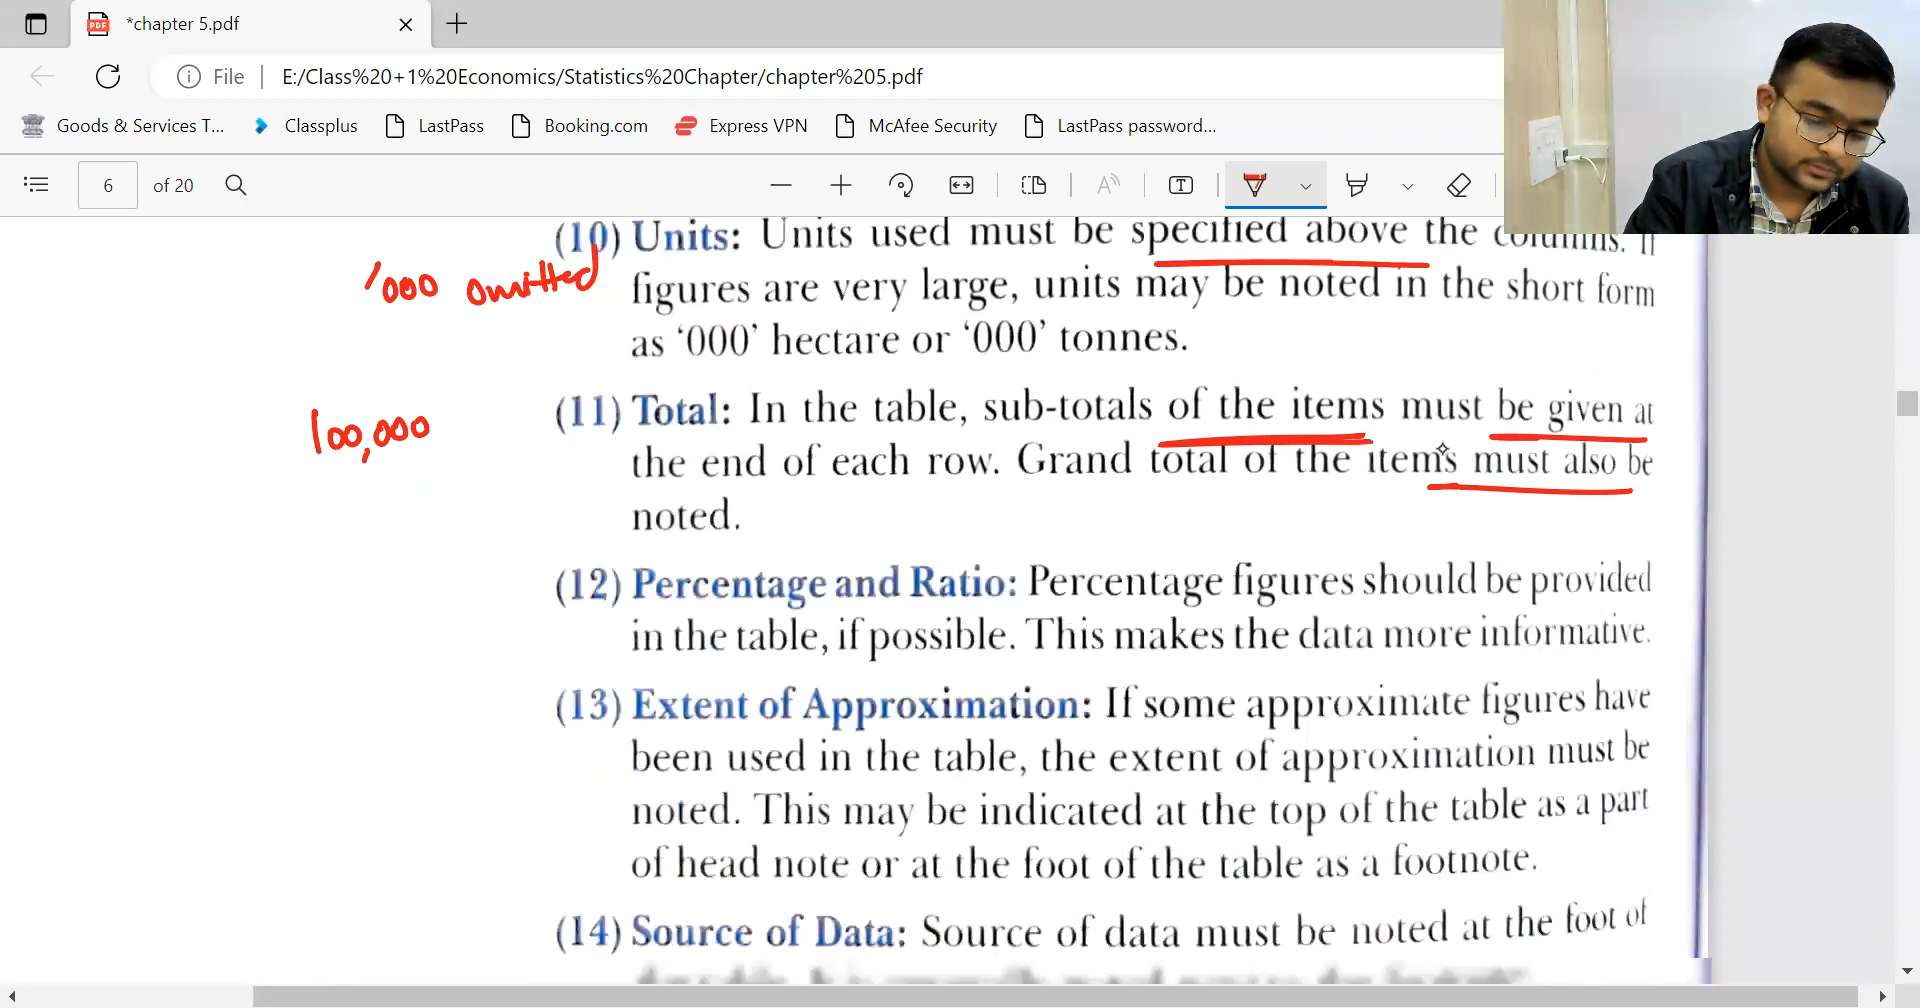 *chapter 5.pdf
File E:/Class%20+1%20Economics/Statistics%20Chapter/chapter%205.pdf
Goods & Services T... Classplus LastPass Booking.com Express VPN McAfee Security LastPass password...
6 of 20
(10) Units: Units used must be specified above the columns. If
'000 omitted
figures are very large, units may be noted in the short form
as ‘000’ hectare or ‘000’ tonnes.
(11) Total: In the table, sub-totals of the items must be given at
100,000
the end of each row. Grand total of the items must also be
noted.
(12) Percentage and Ratio: Percentage figures should be provided
in the table, if possible. This makes the data more informative.
(13) Extent of Approximation: If some approximate figures have
been used in the table, the extent of approximation must be
noted. This may be indicated at the top of the table as a part
of head note or at the foot of the table as a footnote.
(14) Source of Data: Source of data must be noted at the foot of